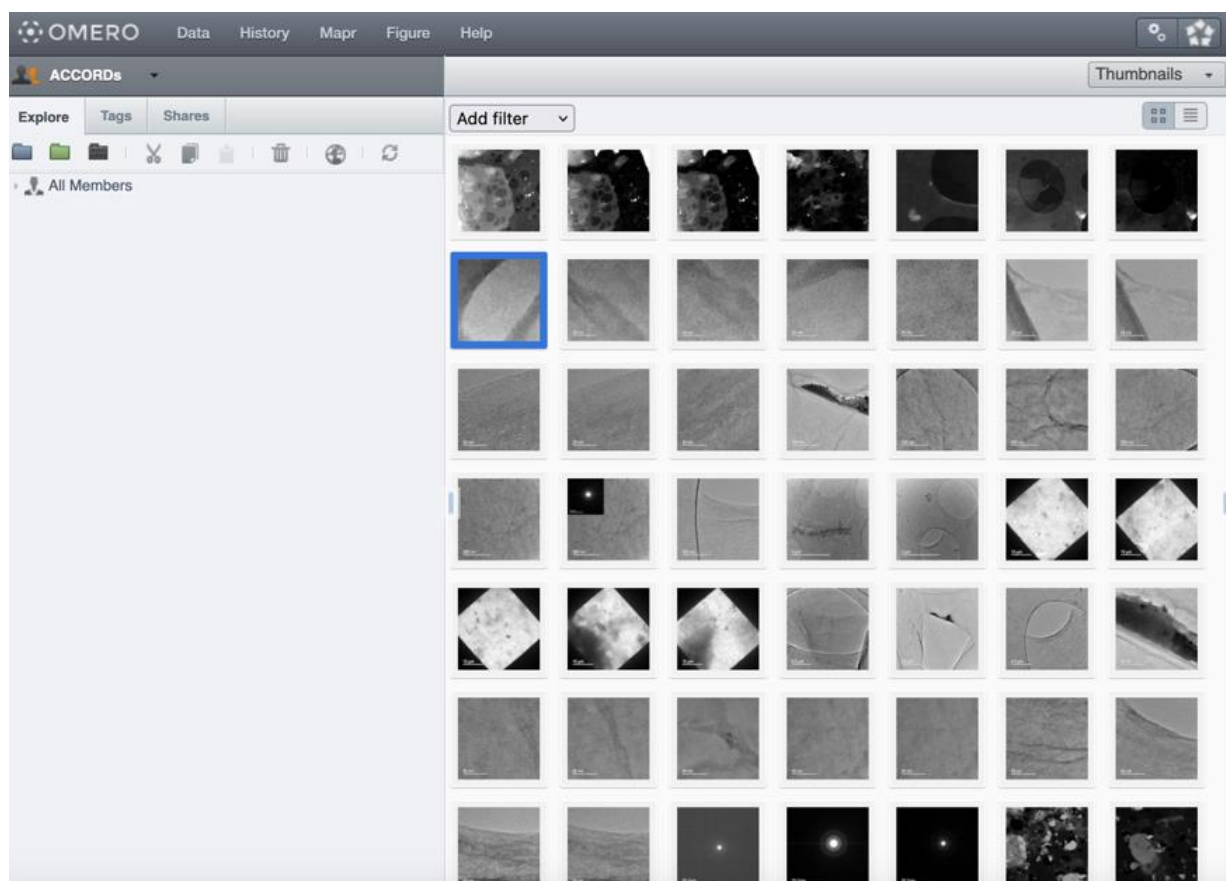 OMERO Data History Mapr Figure Help
ACCORDs Thumbnails
Explore Tags Shares Add filter
All Members